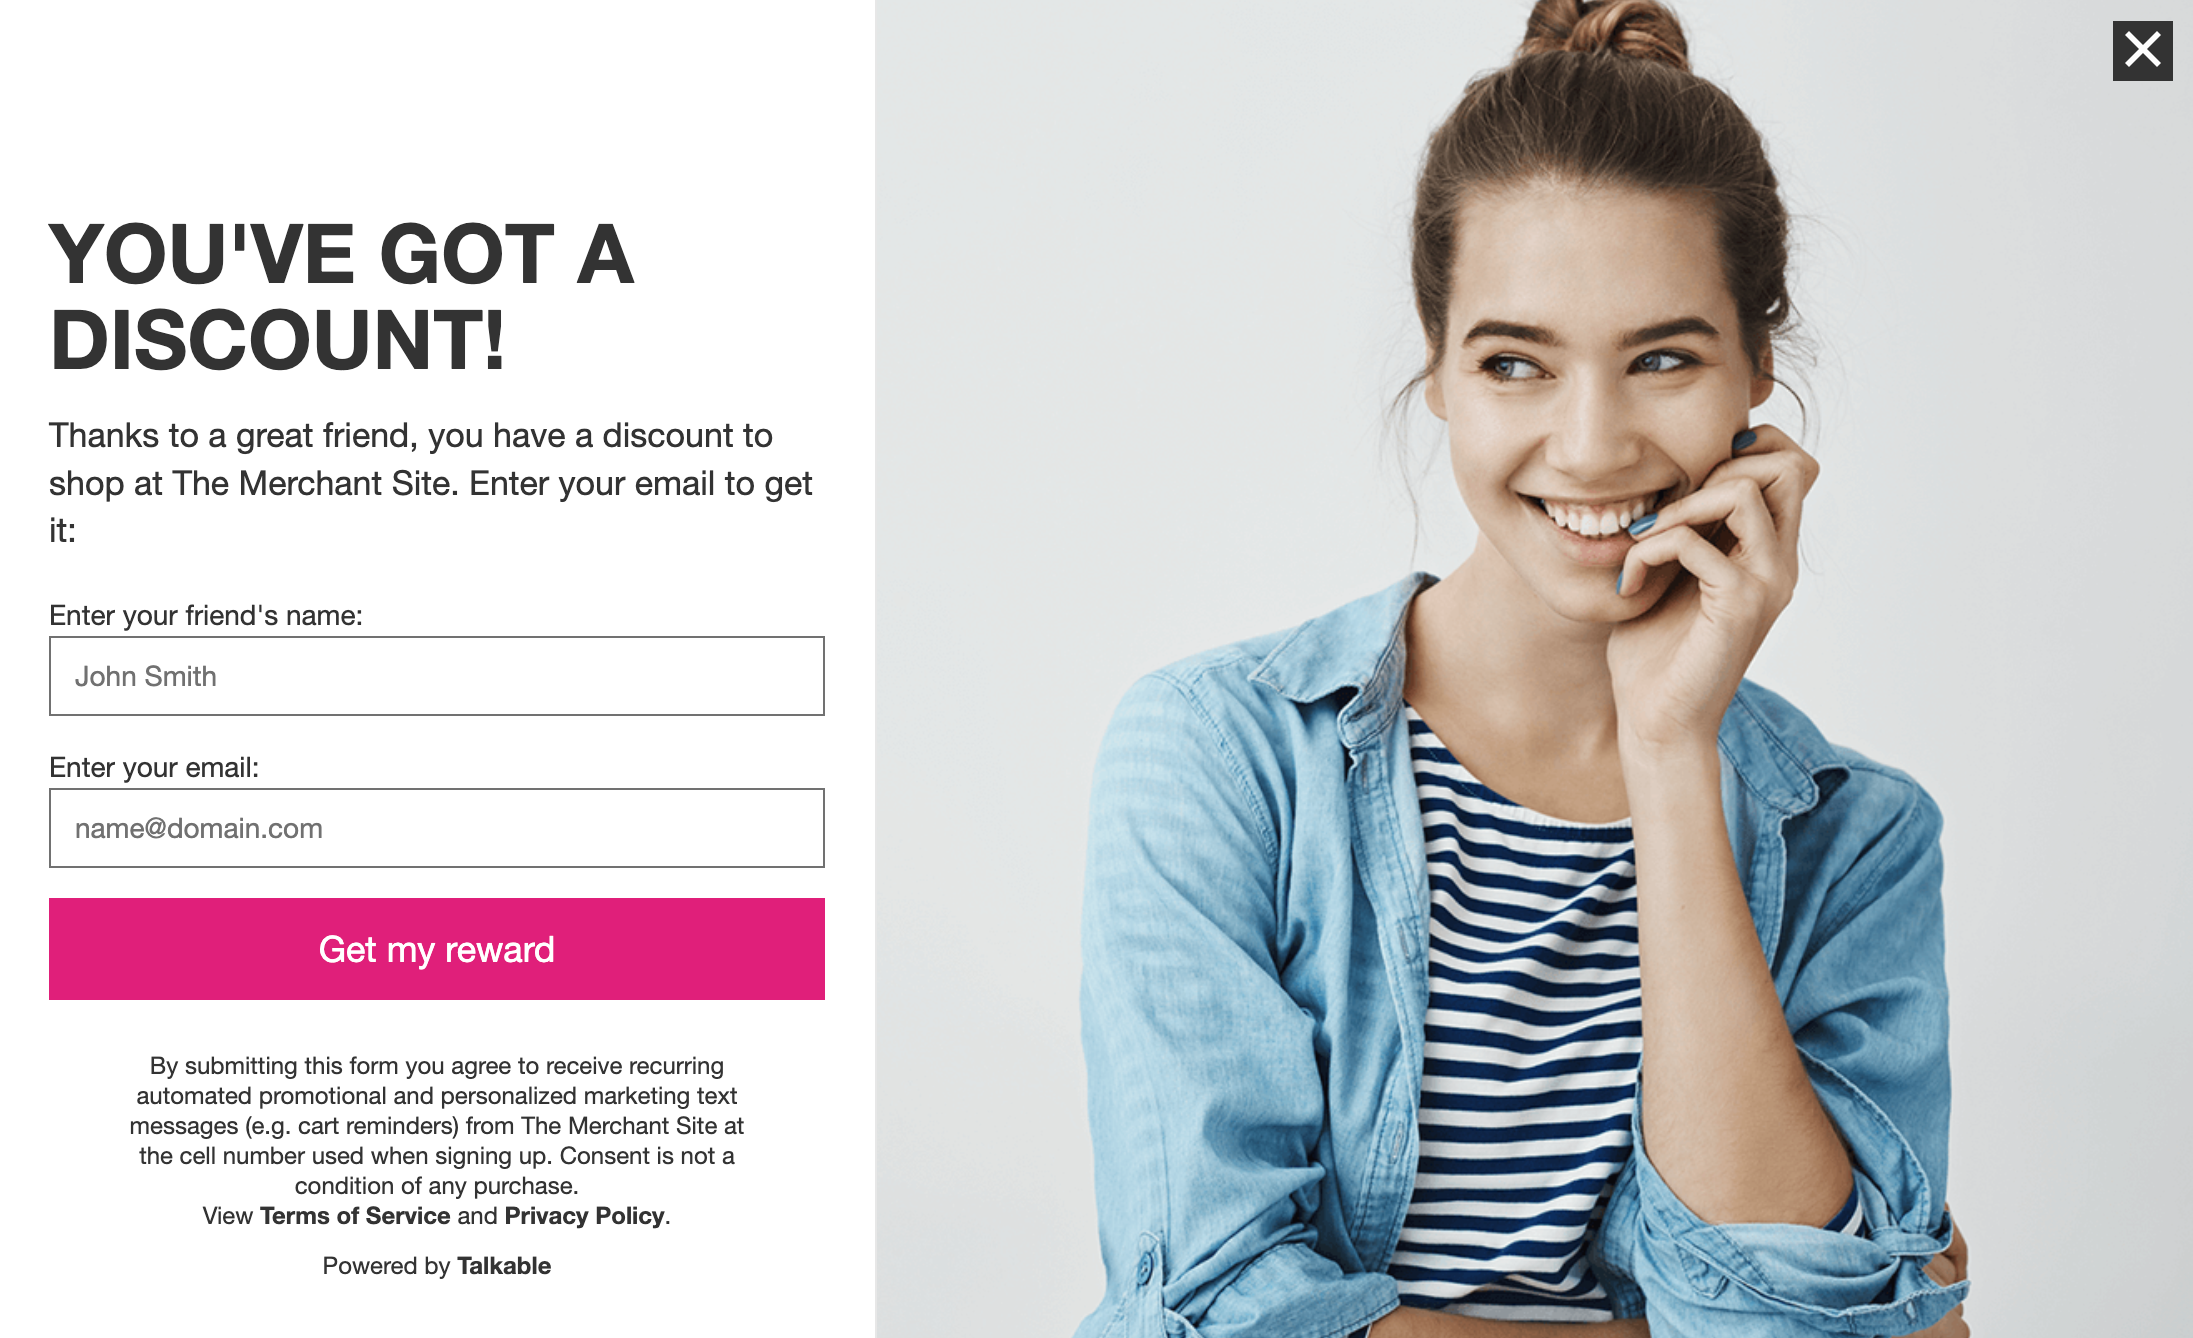 YOU'VE GOT A
DISCOUNT!
Thanks to a great friend, you have a discount to
shop at The Merchant Site. Enter your email to get
it:
Enter your friend's name:
John Smith
Enter your email:
name@domain.com
Get my reward
By submitting this form you agree to receive recurring
automated promotional and personalized marketing text
messages (e.g. cart reminders) from The Merchant Site at
the cell number used when signing up. Consent is not a
condition of any purchase.
View Terms of Service and Privacy Policy.
Powered by Talkable